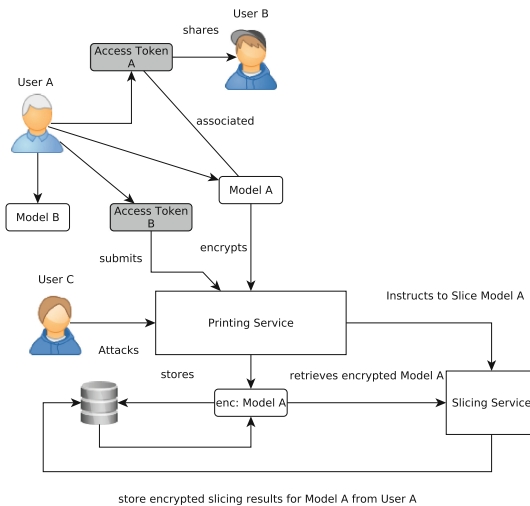 User B
shares
Access Token
A
User A
associated
Model A
Model B
Access Token
B
encrypts
submits
User C
Instructs to Slice Model A
Printing Service
Attacks
stores
retrieves encrypted Model A
enc: Model A
Slicing Service
store encrypted slicing results for Model A from User A